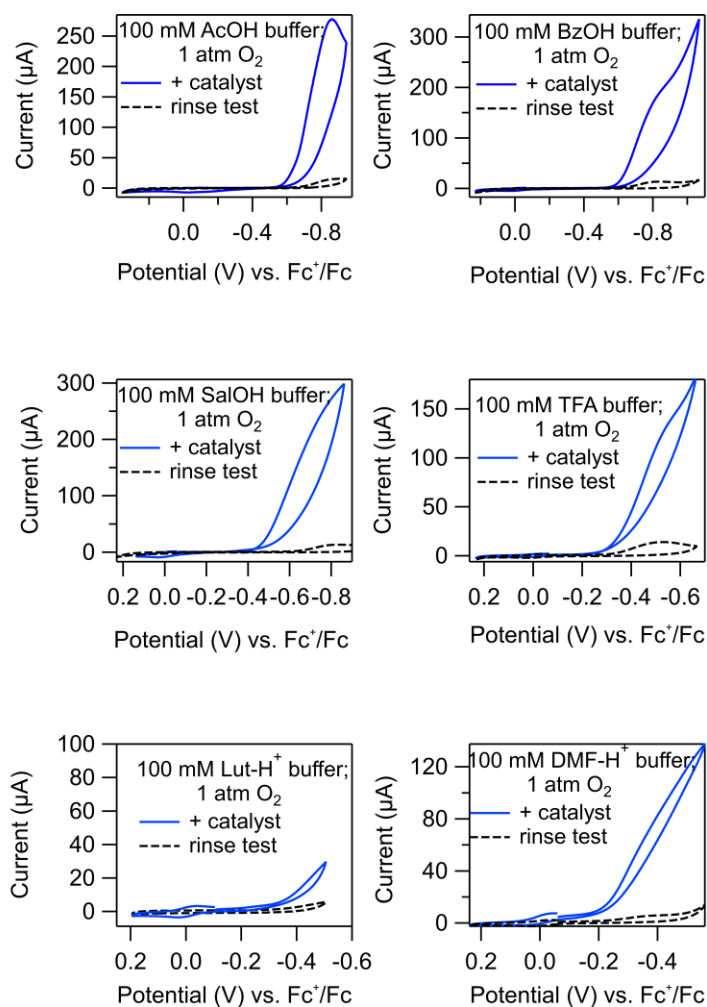 100 mM AcOH buffer;
1 atm O₂
+ catalyst
rinse test
Current (µA)
250
200
150
100
50
0
0.0 -0.4 -0.8
Potential (V) vs. Fc⁺/Fc
100 mM BzOH buffer;
1 atm O₂
+ catalyst
rinse test
Current (µA)
300
200
100
0
0.0 -0.4 -0.8
Potential (V) vs. Fc⁺/Fc
100 mM SalOH buffer;
1 atm O₂
+ catalyst
rinse test
Current (µA)
300
200
100
0
0.2 0.0 -0.2 -0.4 -0.6 -0.8
Potential (V) vs. Fc⁺/Fc
100 mM TFA buffer;
1 atm O₂
+ catalyst
rinse test
Current (µA)
150
100
50
0
0.2 0.0 -0.2 -0.4 -0.6
Potential (V) vs. Fc⁺/Fc
100 mM Lut-H⁺ buffer;
1 atm O₂
+ catalyst
rinse test
Current (µA)
100
80
60
40
20
0
0.2 0.0 -0.2 -0.4 -0.6
Potential (V) vs. Fc⁺/Fc
100 mM DMF-H⁺ buffer;
1 atm O₂
+ catalyst
rinse test
Current (µA)
120
80
40
0
0.2 0.0 -0.2 -0.4
Potential (V) vs. Fc⁺/Fc